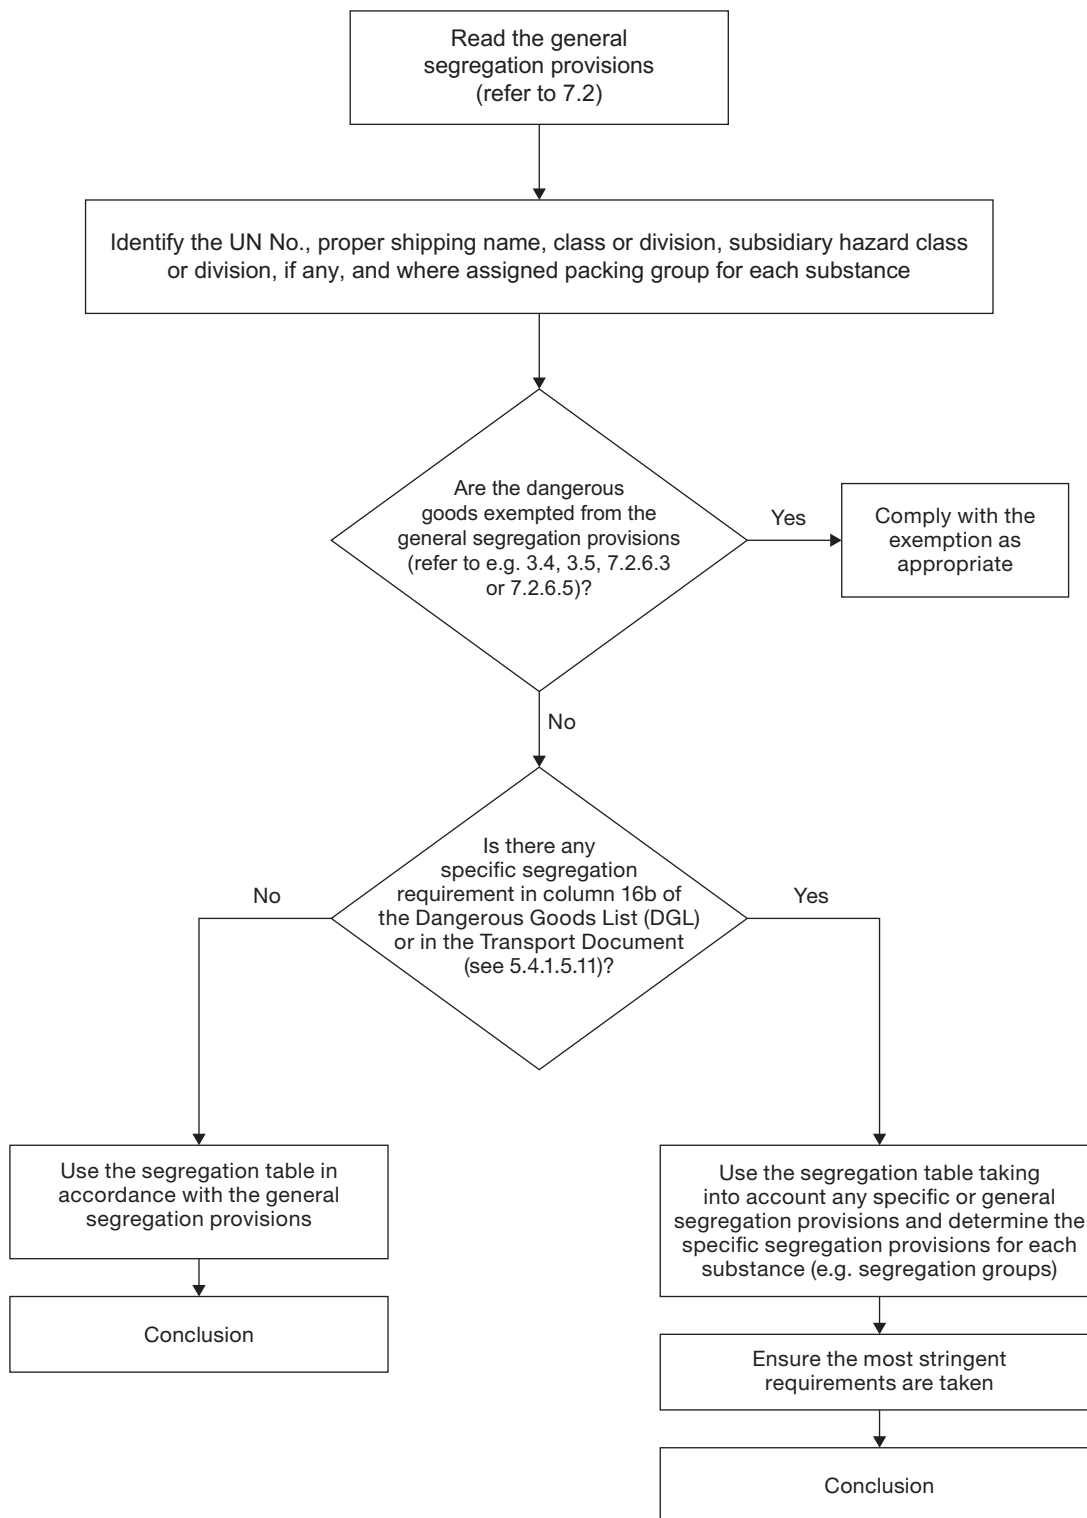 Read the general
segregation provisions
(refer to 7.2)
Identify the UN No., proper shipping name, class or division, subsidiary hazard class
or division, if any, and where assigned packing group for each substance
Are the dangerous
goods exempted from the
general segregation provisions
(refer to e.g. 3.4, 3.5, 7.2.6.3
or 7.2.6.5)?
Yes
Comply with the
exemption as
appropriate
No
Is there any
specific segregation
requirement in column 16b of
the Dangerous Goods List (DGL)
or in the Transport Document
(see 5.4.1.5.11)?
No
Yes
Use the segregation table in
accordance with the general
segregation provisions
Conclusion
Use the segregation table taking
into account any specific or general
segregation provisions and determine the
specific segregation provisions for each
substance (e.g. segregation groups)
Ensure the most stringent
requirements are taken
Conclusion